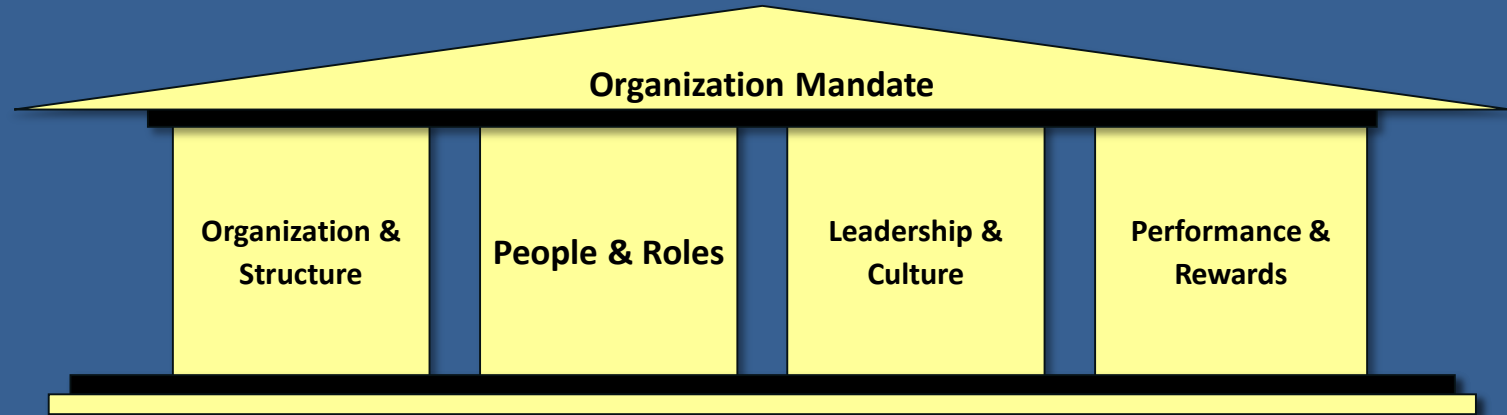 Organization Mandate
Organization &
Structure
People & Roles
Leadership &
Culture
Performance &
Rewards